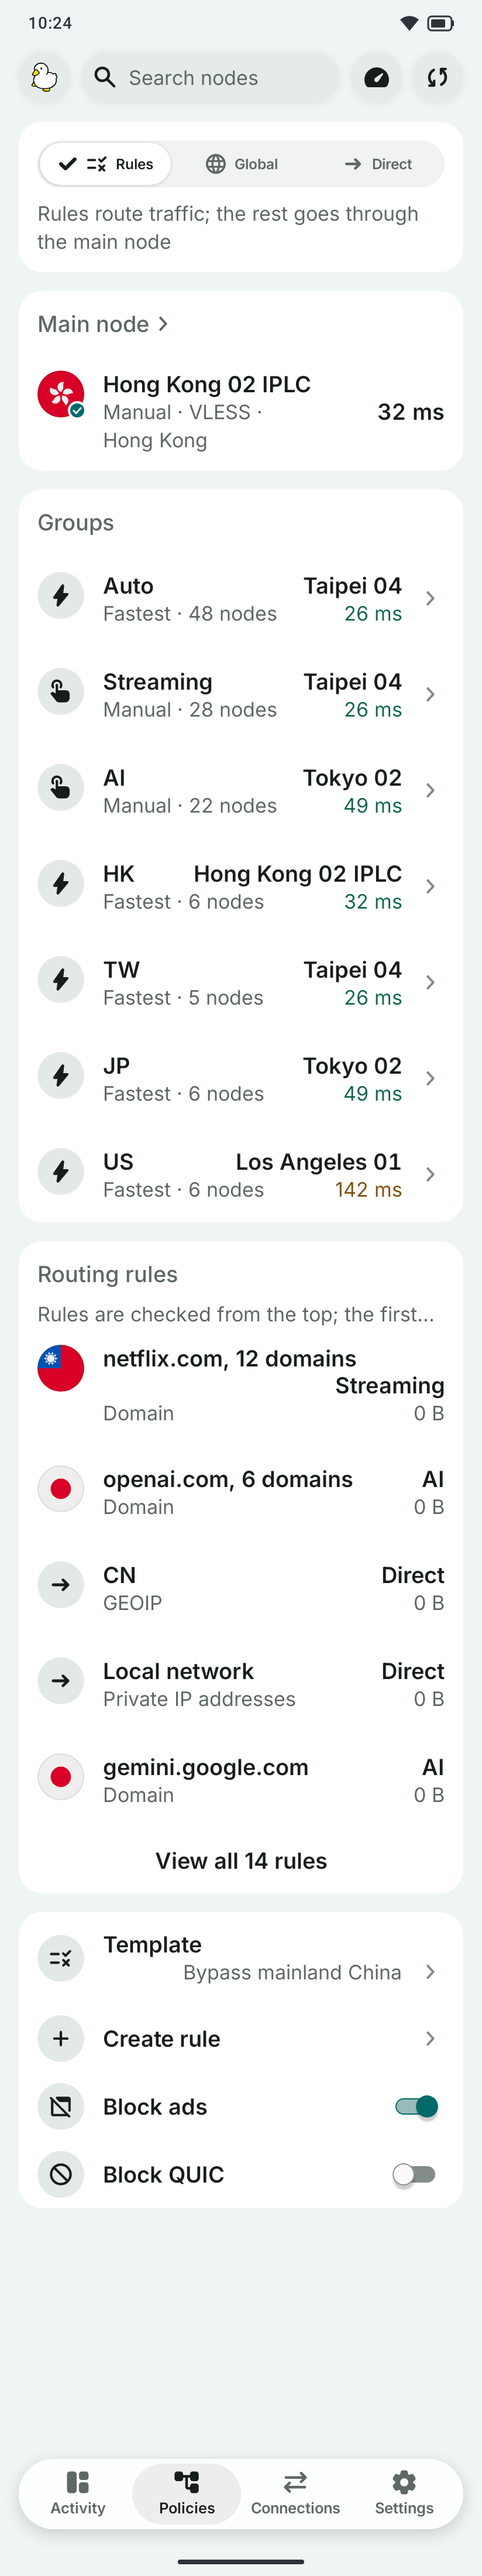 10:24
Search nodes
Rules
Global
Direct
Rules route traffic; the rest goes through
the main node
Main node
Hong Kong 02 IPLC
Manual · VLESS ·
Hong Kong
32 ms
Groups
Auto
Taipei 04
Fastest · 48 nodes
26 ms
Streaming
Taipei 04
Manual · 28 nodes
26 ms
AI
Tokyo 02
Manual · 22 nodes
49 ms
HK
Hong Kong 02 IPLC
Fastest · 6 nodes
32 ms
TW
Taipei 04
Fastest · 5 nodes
26 ms
JP
Tokyo 02
Fastest · 6 nodes
49 ms
US
Los Angeles 01
Fastest · 6 nodes
142 ms
Routing rules
Rules are checked from the top; the first...
netflix.com, 12 domains
Streaming
Domain
0 B
openai.com, 6 domains
AI
Domain
0 B
CN
Direct
GEOIP
0 B
Local network
Direct
Private IP addresses
0 B
gemini.google.com
AI
Domain
0 B
View all 14 rules
Template
Bypass mainland China
Create rule
Block ads
Block QUIC
Activity
Policies
Connections
Settings